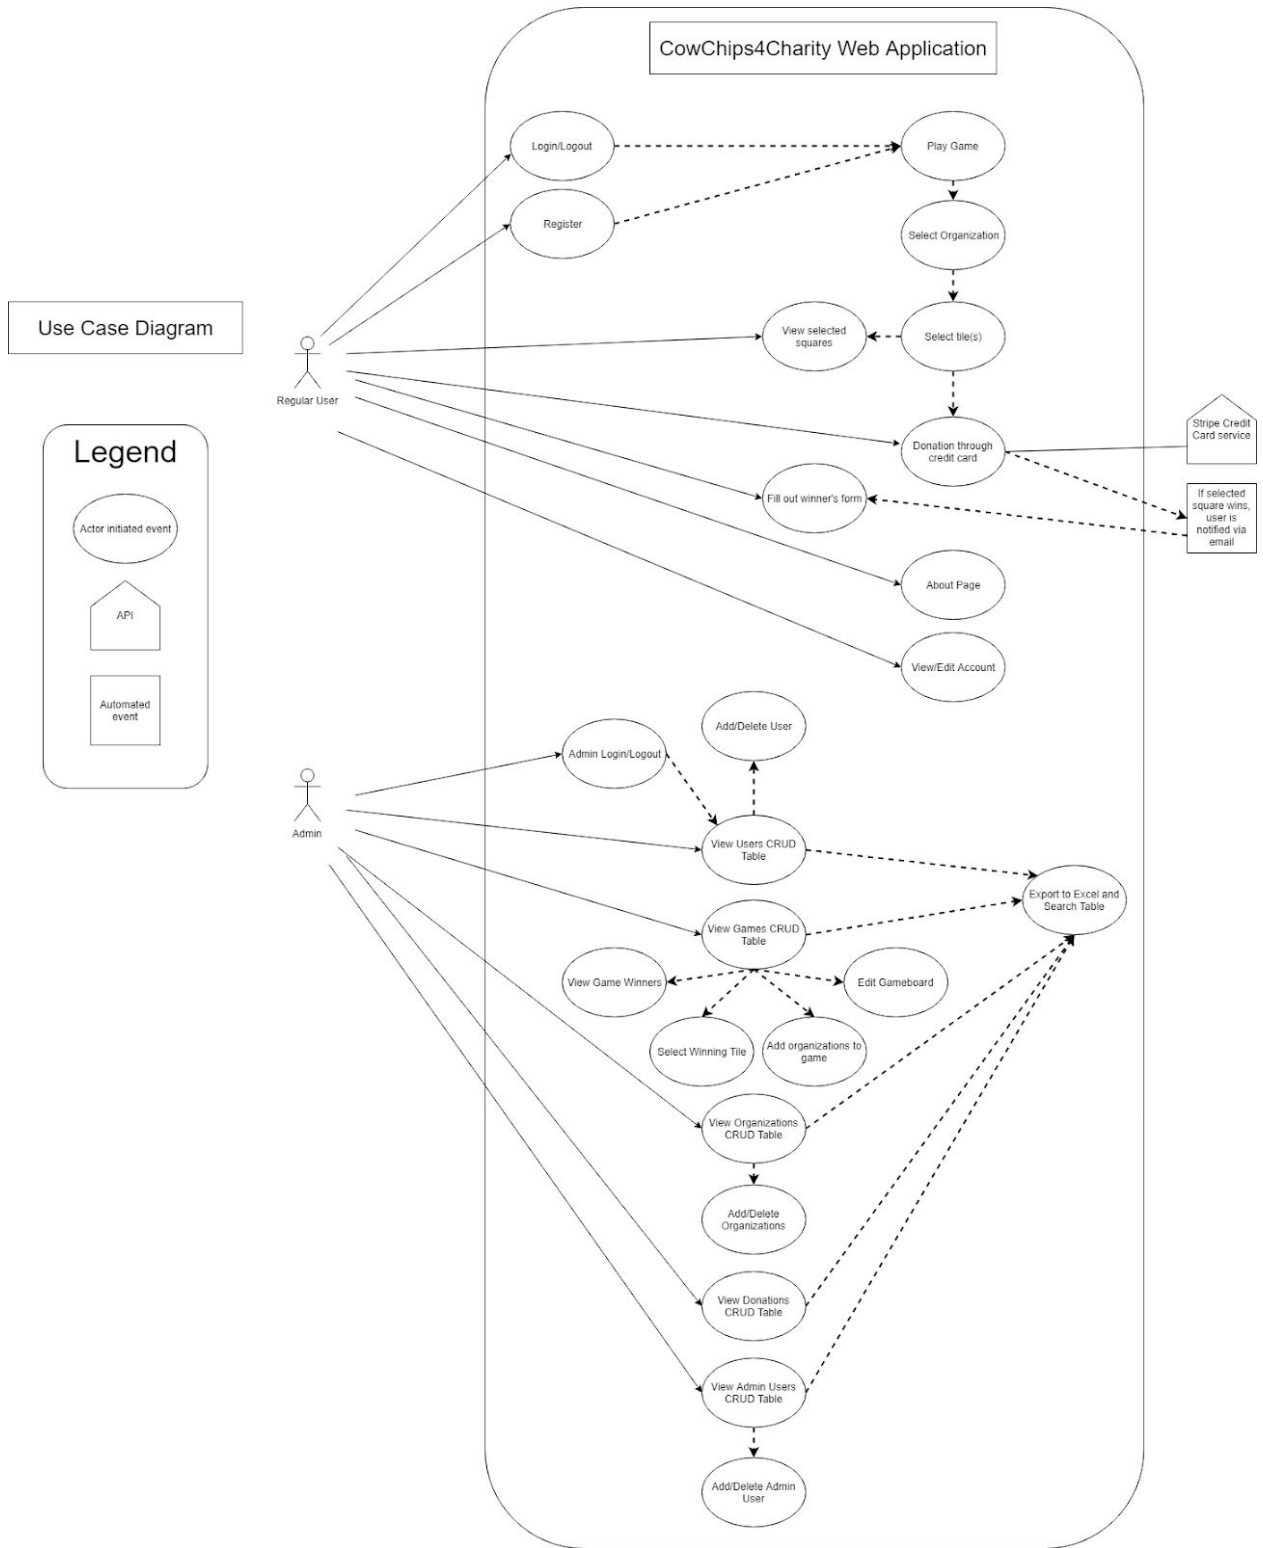 CowChips4Charity Web Application
Login/Logout
Play Game
Register
Select Organization
Use Case Diagram
View selected
squares
Select tile(s)
Regular User
Legend
Actor initiated event
API
Automated
event
Donation through
credit card
Stripe Credit
Card service
Fill out winner's form
If selected
square wins,
user is
notified via
email
About Page
View/Edit Account
Add/Delete User
Admin Login/Logout
Admin
View Users CRUD
Table
Export to Excel and
Search Table
View Games CRUD
Table
View Game Winners
Edit Gameboard
Select Winning Tile
Add organizations to
game
View Organizations
CRUD Table
Add/Delete
Organizations
View Donations
CRUD Table
View Admin Users
CRUD Table
Add/Delete Admin
User